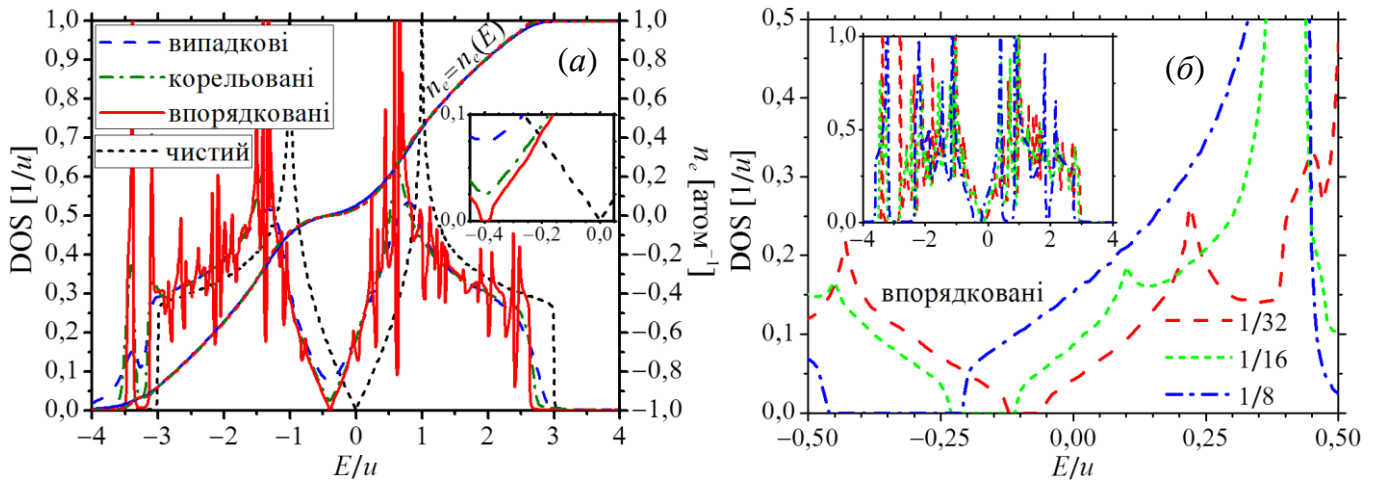 (а)
DOS [1/u]
1,0
0,9
0,8
0,7
0,6
0,5
0,4
0,3
0,2
0,1
0,0
випадкові
корельовані
впорядковані
чистий
nₑ=nₑ(E)
0,1
0,0
−0,4 −0,2 0,0
1,0
0,8
0,6
0,4
0,2
0,0
−0,2
−0,4
−0,6
−0,8
−1,0
nₑ [атом⁻¹]
−4 −3 −2 −1 0 1 2 3 4
E/u
(б)
DOS [1/u]
0,5
0,4
0,3
0,2
0,1
0,0
1,0
0,5
0,0
−4 −2 0 2 4
впорядковані
1/32
1/16
1/8
−0,50 −0,25 0,00 0,25 0,50
E/u